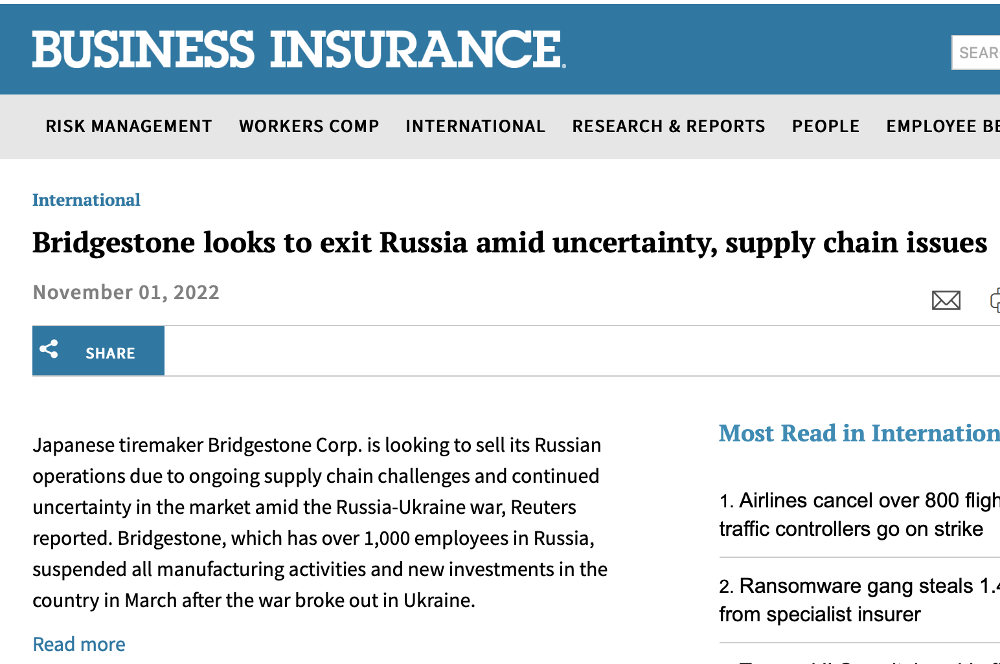 BUSINESS INSURANCE®
SEAR
RISK MANAGEMENT WORKERS COMP INTERNATIONAL RESEARCH & REPORTS PEOPLE EMPLOYEE BE
International
Bridgestone looks to exit Russia amid uncertainty, supply chain issues
November 01, 2022
SHARE
Japanese tiremaker Bridgestone Corp. is looking to sell its Russian
operations due to ongoing supply chain challenges and continued
uncertainty in the market amid the Russia-Ukraine war, Reuters
reported. Bridgestone, which has over 1,000 employees in Russia,
suspended all manufacturing activities and new investments in the
country in March after the war broke out in Ukraine.
Read more
Most Read in Internation
1. Airlines cancel over 800 fligh
traffic controllers go on strike
2. Ransomware gang steals 1.4
from specialist insurer